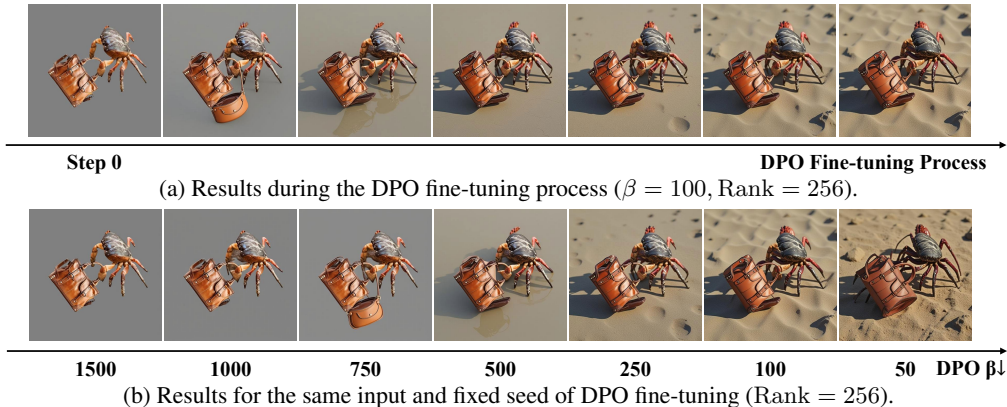 Step 0 DPO Fine-tuning Process
(a) Results during the DPO fine-tuning process (β = 100, Rank = 256).
1500 1000 750 500 250 100 50 DPO β↓
(b) Results for the same input and fixed seed of DPO fine-tuning (Rank = 256).